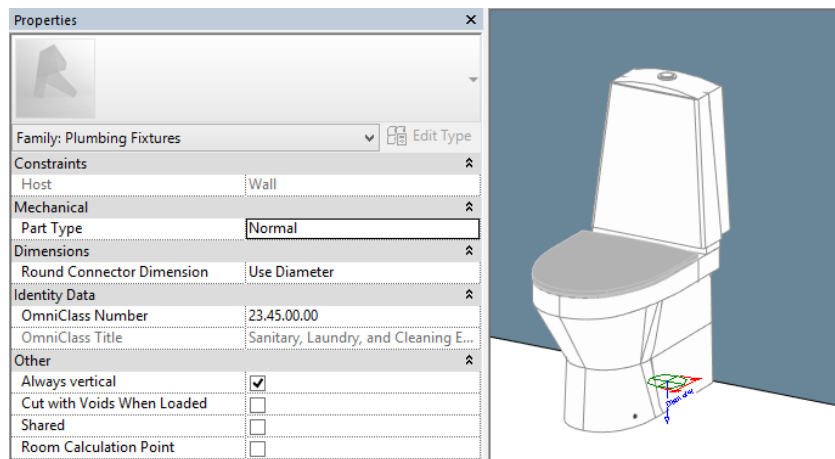 Properties
Family: Plumbing Fixtures
Edit Type
Constraints
Host Wall
Mechanical
Part Type Normal
Dimensions
Round Connector Dimension Use Diameter
Identity Data
OmniClass Number 23.45.00.00
OmniClass Title Sanitary, Laundry, and Cleaning E...
Other
Always vertical
Cut with Voids When Loaded
Shared
Room Calculation Point